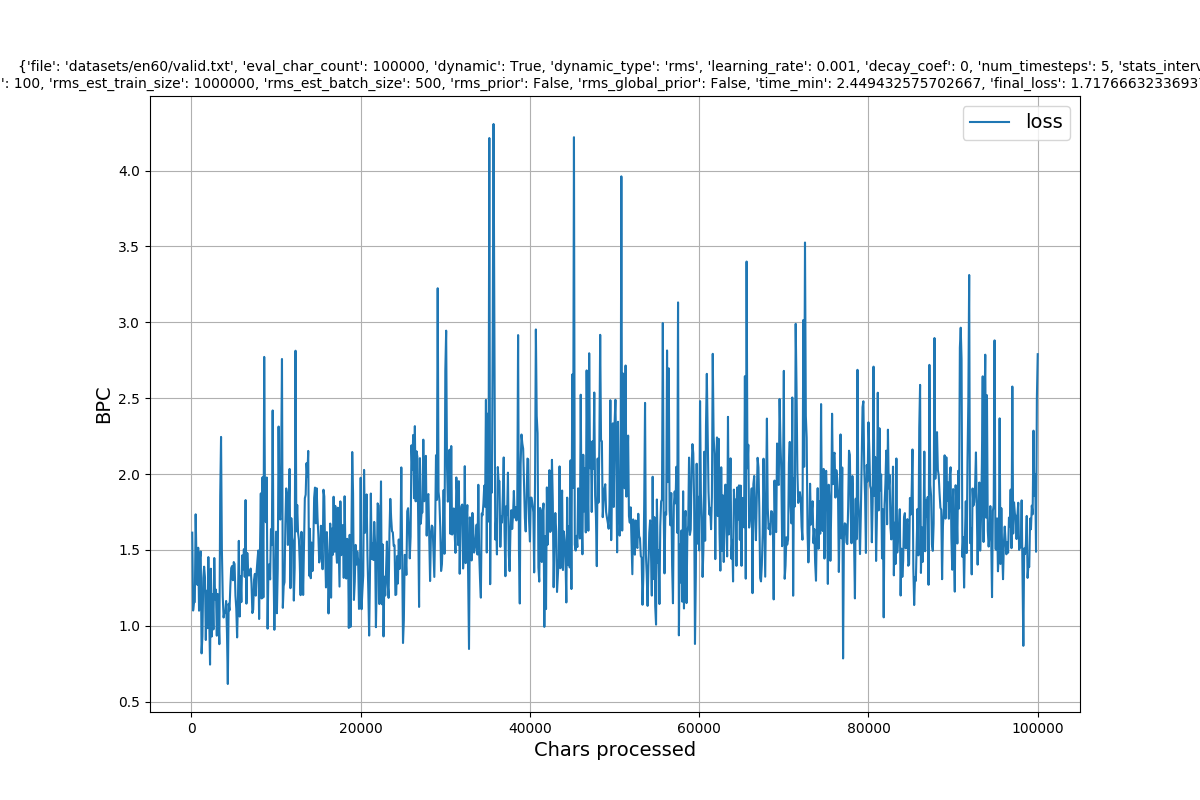 {'file': 'datasets/en60/valid.txt', 'eval_char_count': 100000, 'dynamic': True, 'dynamic_type': 'rms', 'learning_rate': 0.001, 'decay_coef': 0, 'num_timesteps': 5, 'stats_interv
': 100, 'rms_est_train_size': 1000000, 'rms_est_batch_size': 500, 'rms_prior': False, 'rms_global_prior': False, 'time_min': 2.449432575702667, 'final_loss': 1.7176663233693
loss
4.0
3.5
3.0
2.5
2.0
1.5
1.0
0.5
BPC
0 20000 40000 60000 80000 100000
Chars processed